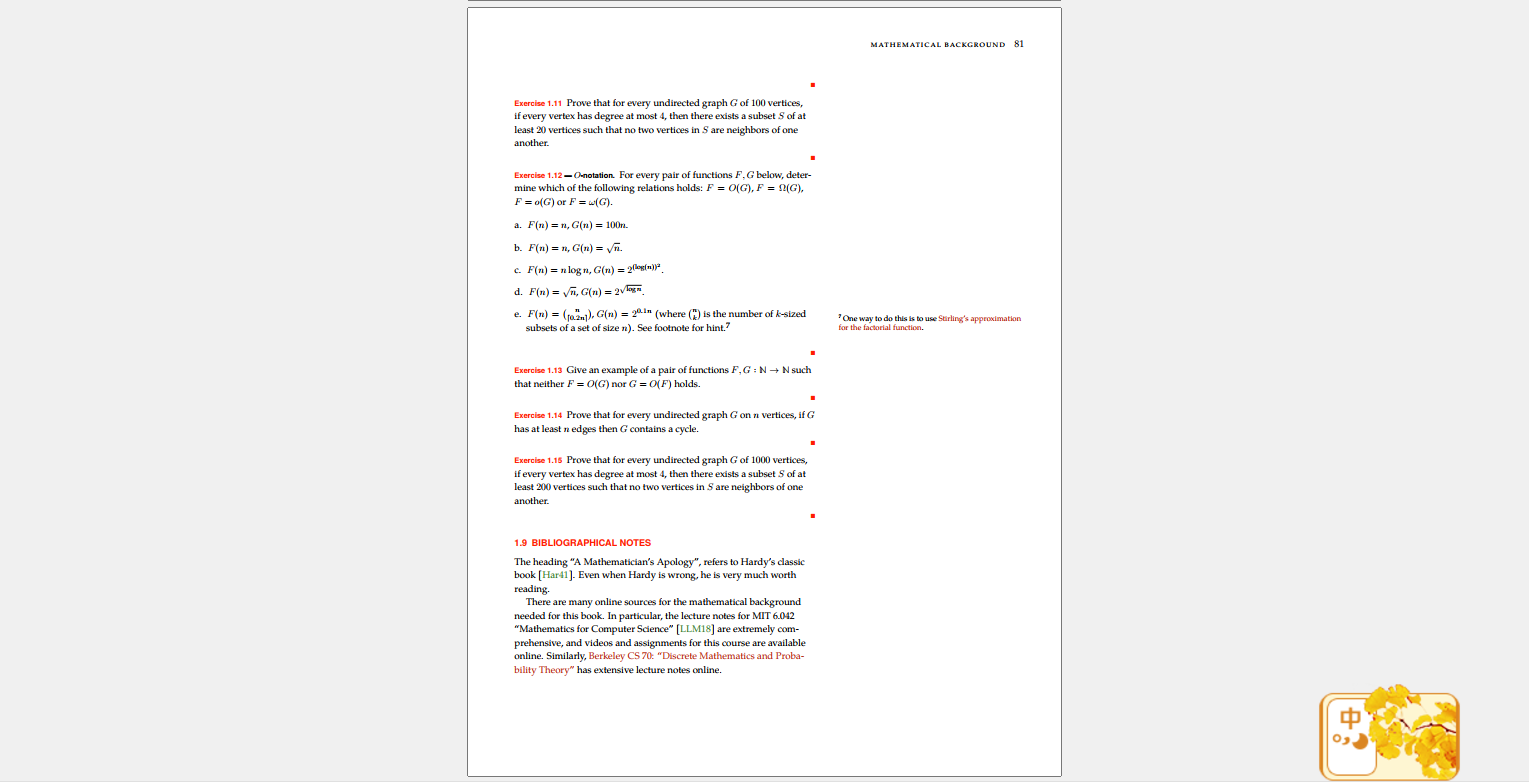 MATHEMATICAL BACKGROUND 81
Exercise 1.11 Prove that for every undirected graph G of 100 vertices,
if every vertex has degree at most 4, then there exists a subset S of at
least 20 vertices such that no two vertices in S are neighbors of one
another.
Exercise 1.12 — O-notation. For every pair of functions F, G below, deter-
mine which of the following relations holds: F = O(G), F = Ω(G),
F = o(G) or F = ω(G).
a. F(n) = n, G(n) = 100n.
b. F(n) = n, G(n) = √n.
c. F(n) = n log n, G(n) = 2^{(log(n))^2}.
d. F(n) = √n, G(n) = 2^{√log n}.
e. F(n) = \binom{n}{⌈0.2n⌉}, G(n) = 2^{0.1n} (where \binom{n}{k} is the number of k-sized
subsets of a set of size n). See footnote for hint.⁷
⁷ One way to do this is to use Stirling's approximation
for the factorial function.
Exercise 1.13 Give an example of a pair of functions F, G : ℕ → ℕ such
that neither F = O(G) nor G = O(F) holds.
Exercise 1.14 Prove that for every undirected graph G on n vertices, if G
has at least n edges then G contains a cycle.
Exercise 1.15 Prove that for every undirected graph G of 1000 vertices,
if every vertex has degree at most 4, then there exists a subset S of at
least 200 vertices such that no two vertices in S are neighbors of one
another.
1.9 BIBLIOGRAPHICAL NOTES
The heading "A Mathematician's Apology", refers to Hardy's classic
book [Har41]. Even when Hardy is wrong, he is very much worth
reading.
There are many online sources for the mathematical background
needed for this book. In particular, the lecture notes for MIT 6.042
"Mathematics for Computer Science" [LLM18] are extremely com-
prehensive, and videos and assignments for this course are available
online. Similarly, Berkeley CS 70: "Discrete Mathematics and Proba-
bility Theory" has extensive lecture notes online.
中